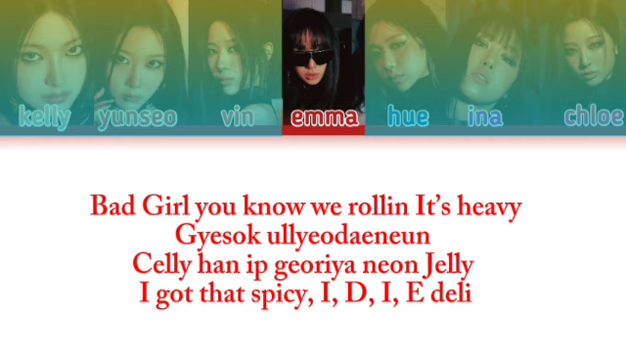 kelly yunseo vin emma hue ina chloe
Bad Girl you know we rollin It's heavy
Gyesok ullyeodaeneun
Celly han ip georiya neon Jelly
I got that spicy, I, D, I, E deli